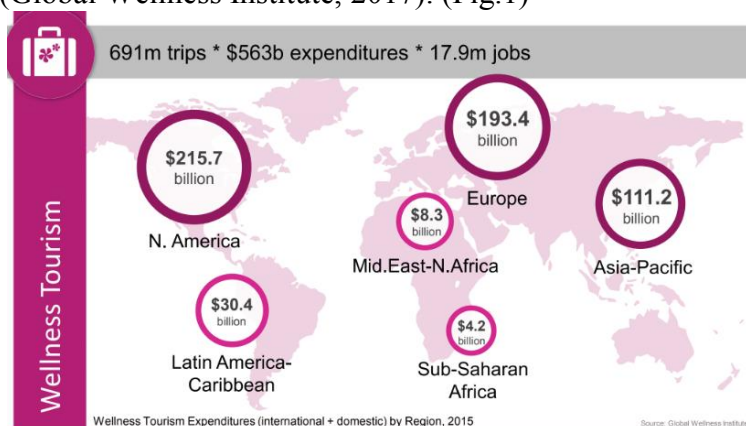 (Global Wellness Institute, 2017). (Fig.1)
691m trips * $563b expenditures * 17.9m jobs
Wellness Tourism
$215.7
billion
N. America
$193.4
billion
Europe
$111.2
billion
Asia-Pacific
$8.3
billion
Mid.East-N.Africa
$30.4
billion
Latin America-
Caribbean
$4.2
billion
Sub-Saharan
Africa
Wellness Tourism Expenditures (international + domestic) by Region, 2015
Source: Global Wellness Institute